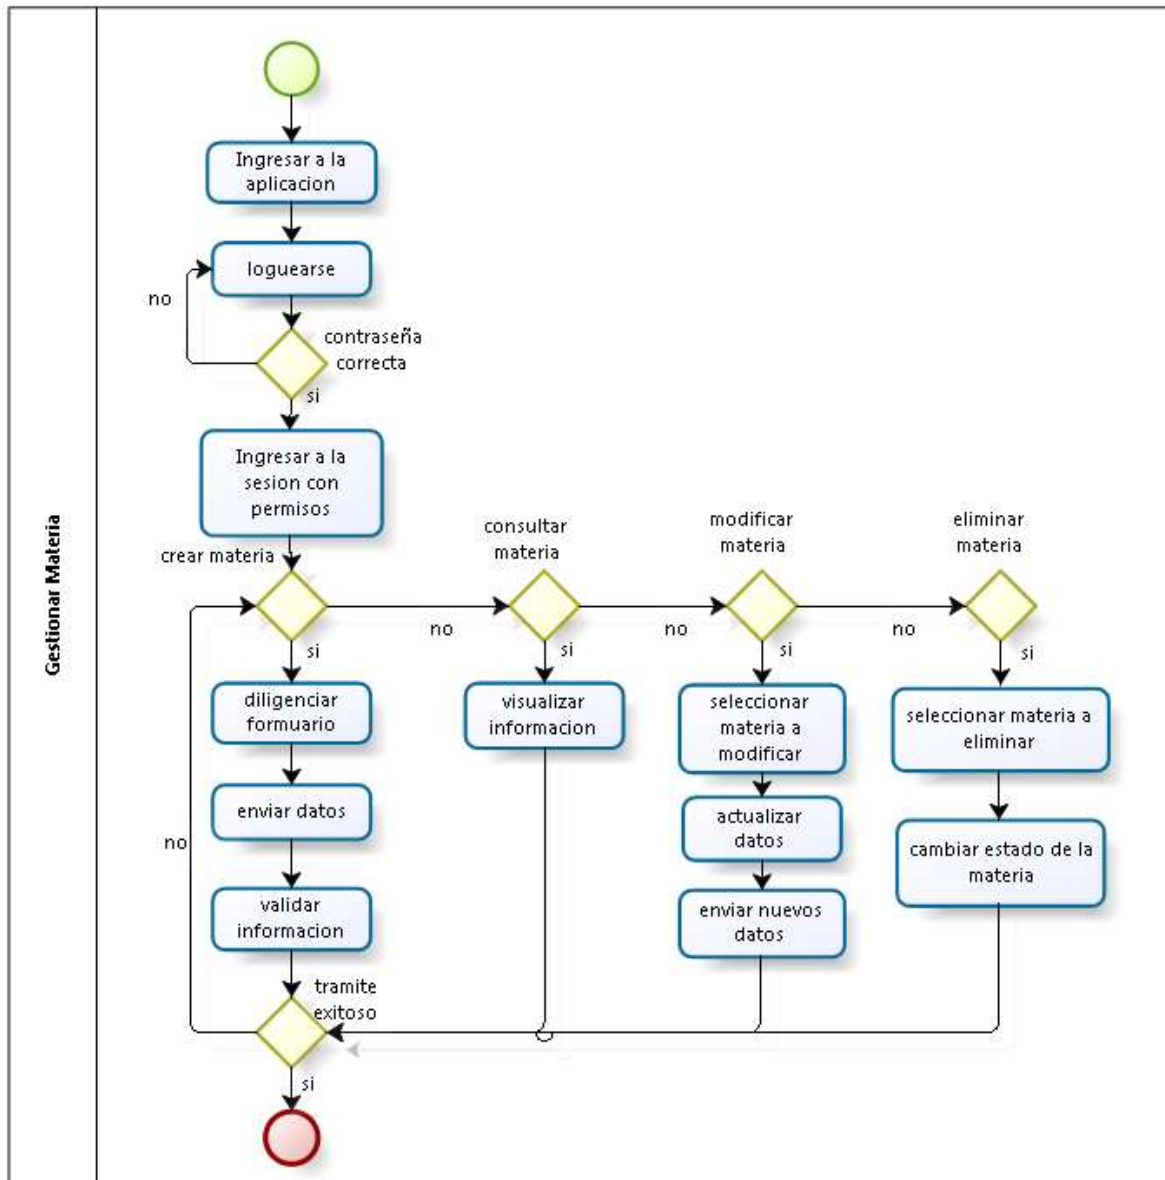 Gestionar Materia
Ingresar a la
aplicacion
loguearse
no
contraseña
correcta
si
Ingresar a la
sesion con
permisos
crear materia
consultar
materia
modificar
materia
eliminar
materia
no
no
no
si
si
si
si
diligenciar
formuario
visualizar
informacion
seleccionar
materia a
modificar
seleccionar materia a
eliminar
enviar datos
actualizar
datos
cambiar estado de la
materia
no
validar
informacion
enviar nuevos
datos
tramite
exitoso
si